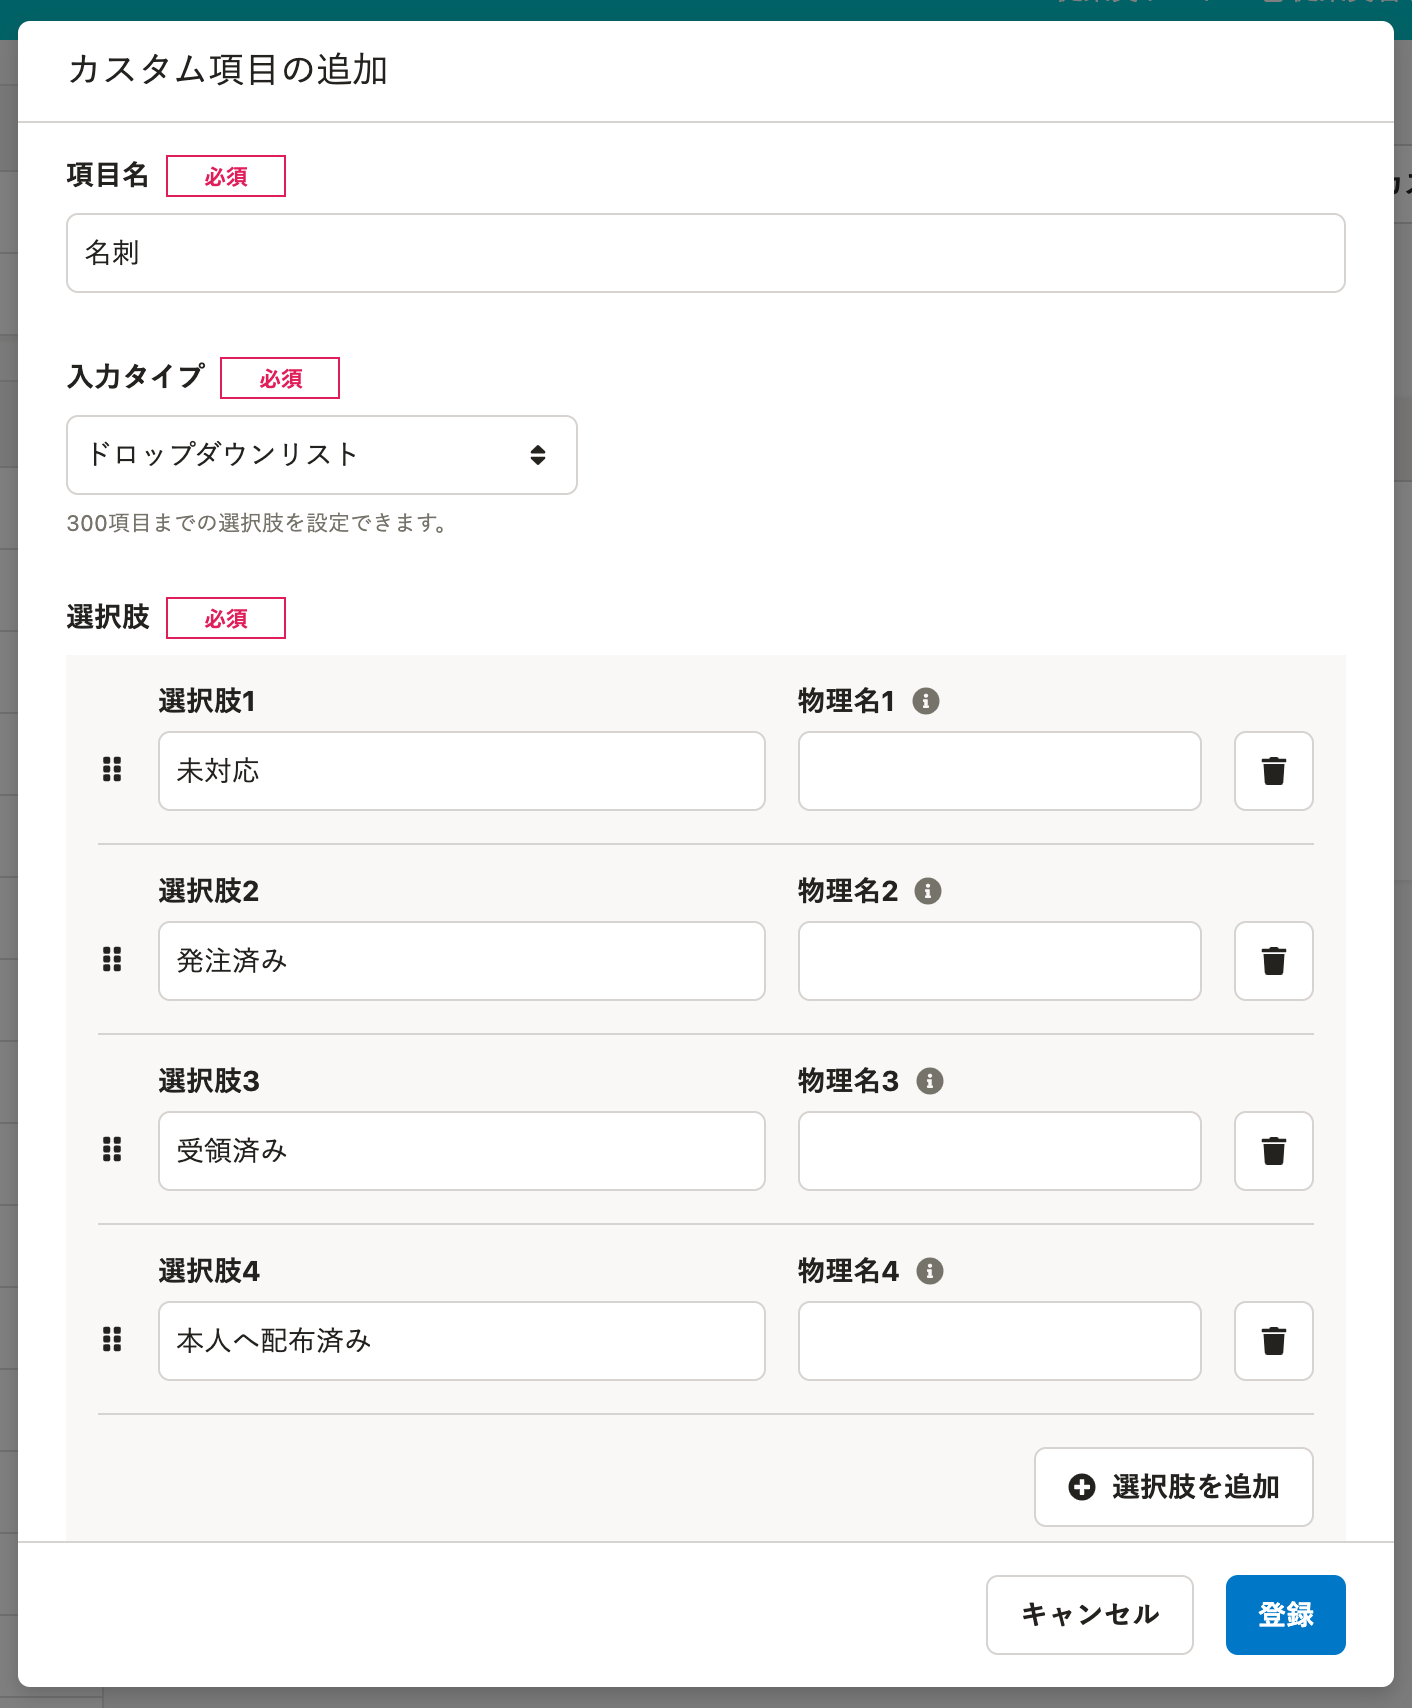 カスタム項目の追加
項目名 必須
名刺
入力タイプ 必須
ドロップダウンリスト
300項目までの選択肢を設定できます。
選択肢 必須
選択肢1 物理名1
未対応
選択肢2 物理名2
発注済み
選択肢3 物理名3
受領済み
選択肢4 物理名4
本人へ配布済み
選択肢を追加
キャンセル 登録